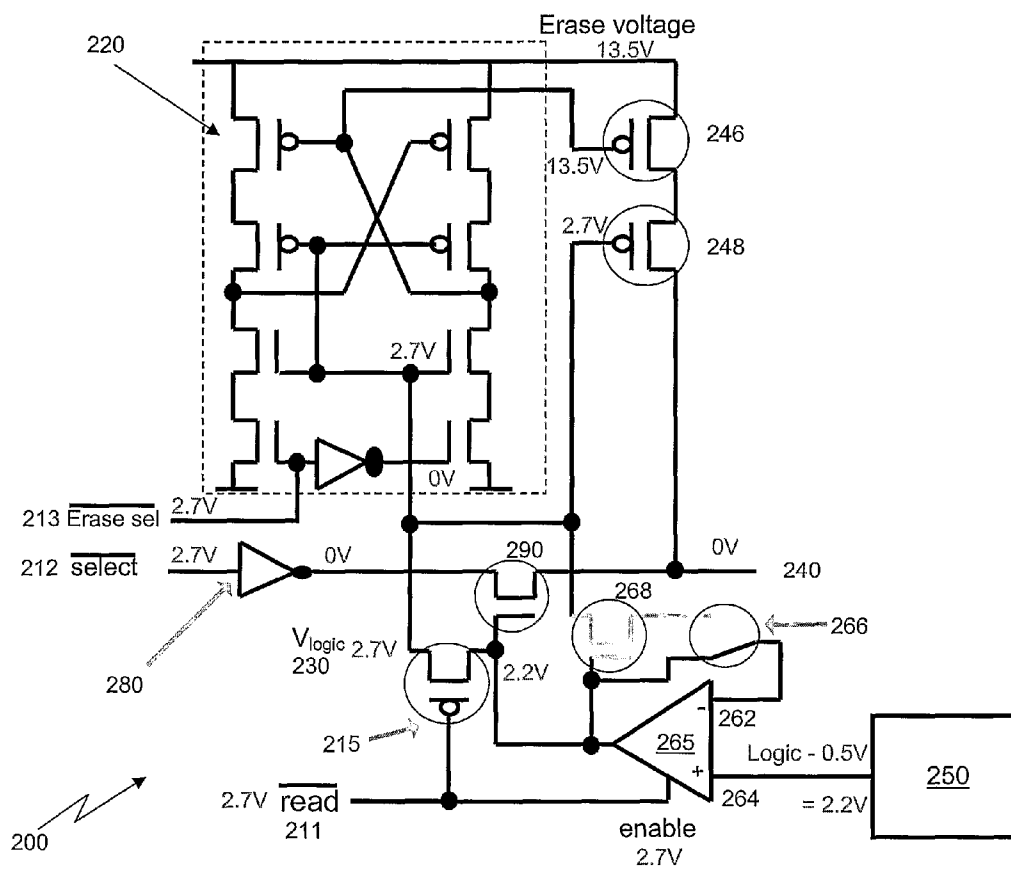 Erase voltage
13.5V
220
246
13.5V
2.7V
248
2.7V
0V
213 Erase sel 2.7V
212 select 2.7V
0V
290
0V
240
268
266
Vlogic 2.7V
230
2.2V
280
215
-
262
265
Logic - 0.5V
+
264
= 2.2V
250
2.7V read
211
enable
2.7V
200